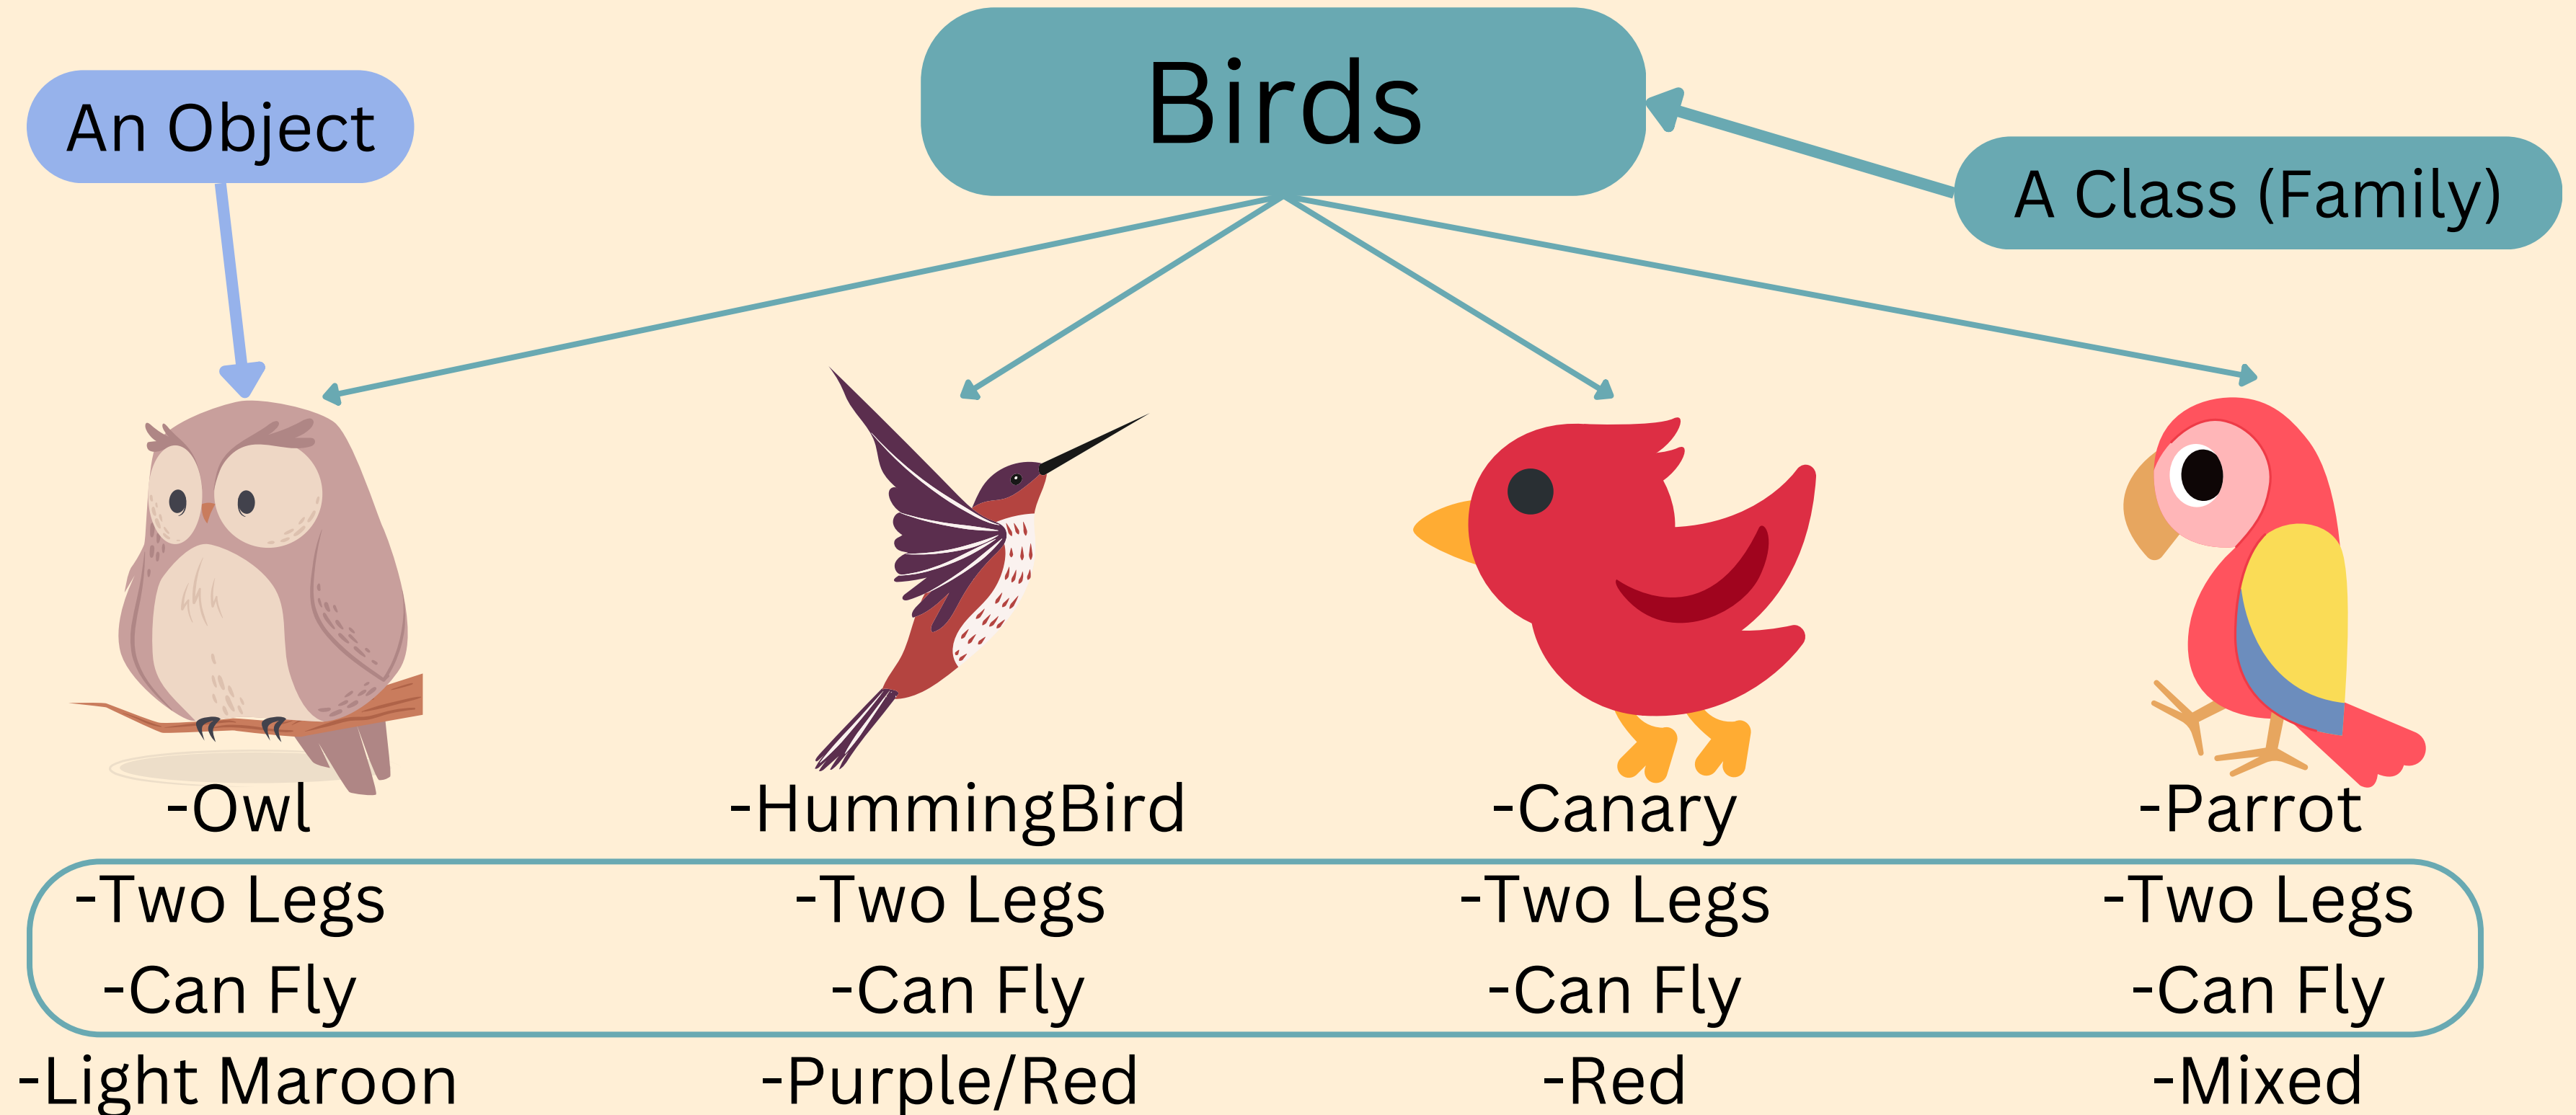 Birds
An Object
A Class (Family)
-Owl
-HummingBird
-Canary
-Parrot
-Two Legs
-Two Legs
-Two Legs
-Two Legs
-Can Fly
-Can Fly
-Can Fly
-Can Fly
-Light Maroon
-Purple/Red
-Red
-Mixed